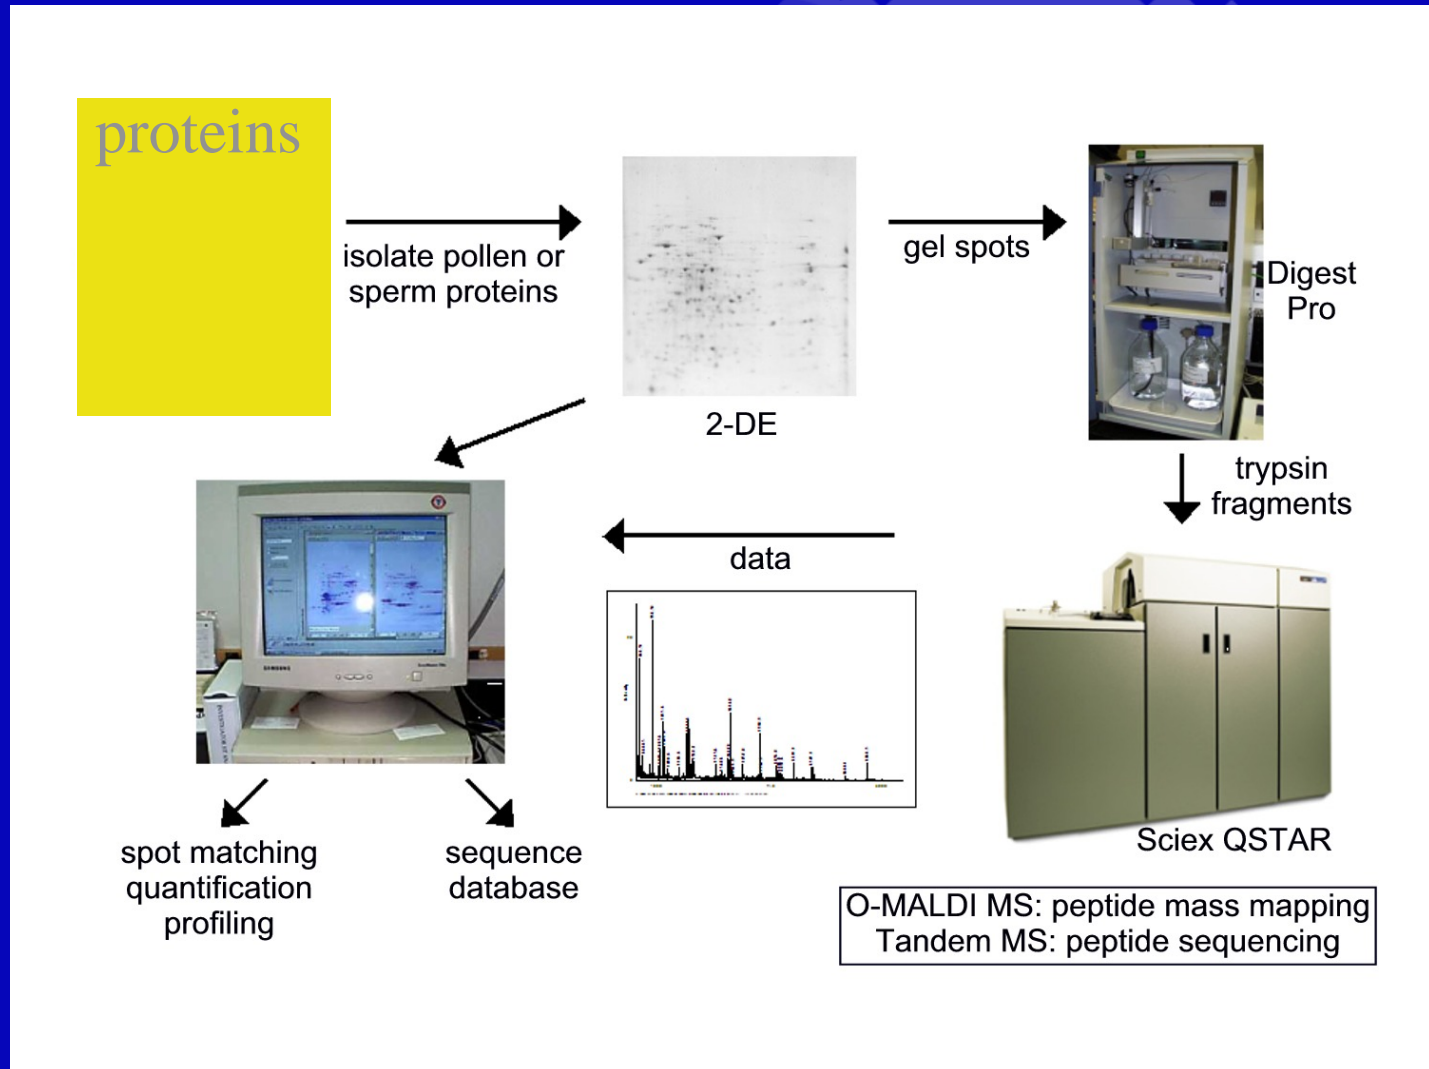 proteins
isolate pollen or
sperm proteins
2-DE
gel spots
Digest
Pro
trypsin
fragments
data
SAMSUNG
Sciex QSTAR
O-MALDI MS: peptide mass mapping
Tandem MS: peptide sequencing
spot matching
quantification
profiling
sequence
database